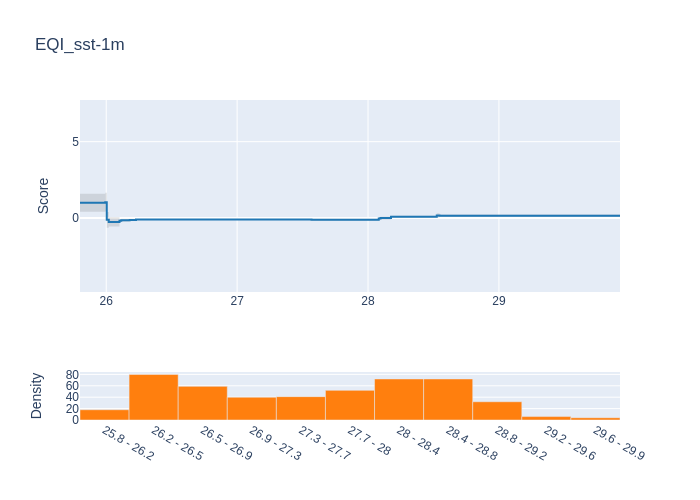 EQI_sst-1m
Score
5
0
26 27 28 29
Density
80
60
40
20
0
25.8 - 26.2
26.2 - 26.5
26.5 - 26.9
26.9 - 27.3
27.3 - 27.7
27.7 - 28
28 - 28.4
28.4 - 28.8
28.8 - 29.2
29.2 - 29.6
29.6 - 29.9